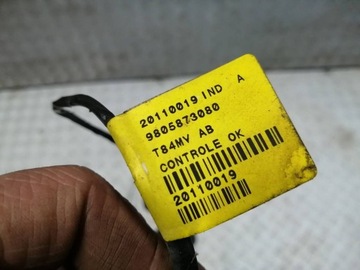 20110019 IND A
9805873080
T84MV AB
CONTROLE OK
20110019